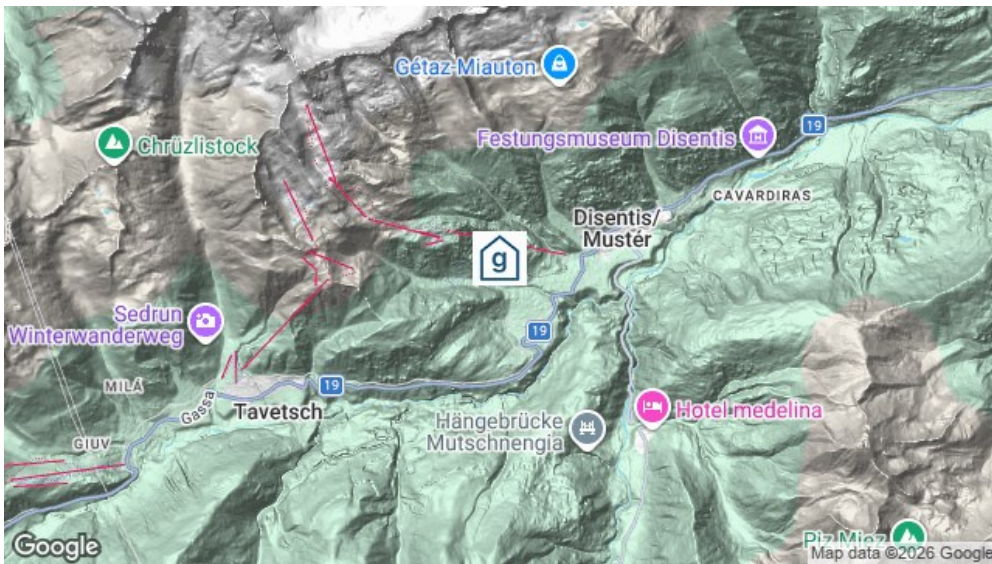 Gétaz-Miauton
19
Chrüzlistock
Festungsmuseum Disentis
CAVARDIRAS
Disentis/
Mustér
g
Sedrun
Winterwanderweg
19
MILÁ
19
Gassa
Tavetsch
Hotel medelina
Hängebrücke
Mutschnengia
GIUV
Piz Miez
Google
Map data ©2026 Google